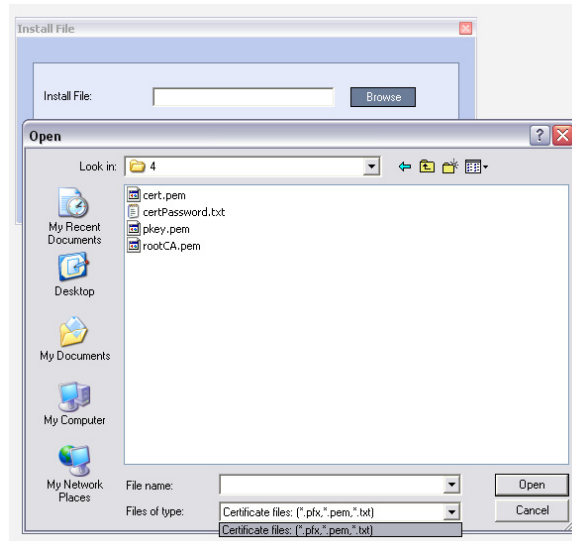 Install File
Install File:
Browse
Open
Look in:
4
cert.pem
certPassword.txt
pkey.pem
rootCA.pem
My Recent
Documents
Desktop
My Documents
My Computer
My Network
Places
File name:
Open
Files of type:
Certificate files: (*.pfx,*.pem,*.txt)
Cancel
Certificate files: (*.pfx,*.pem,*.txt)